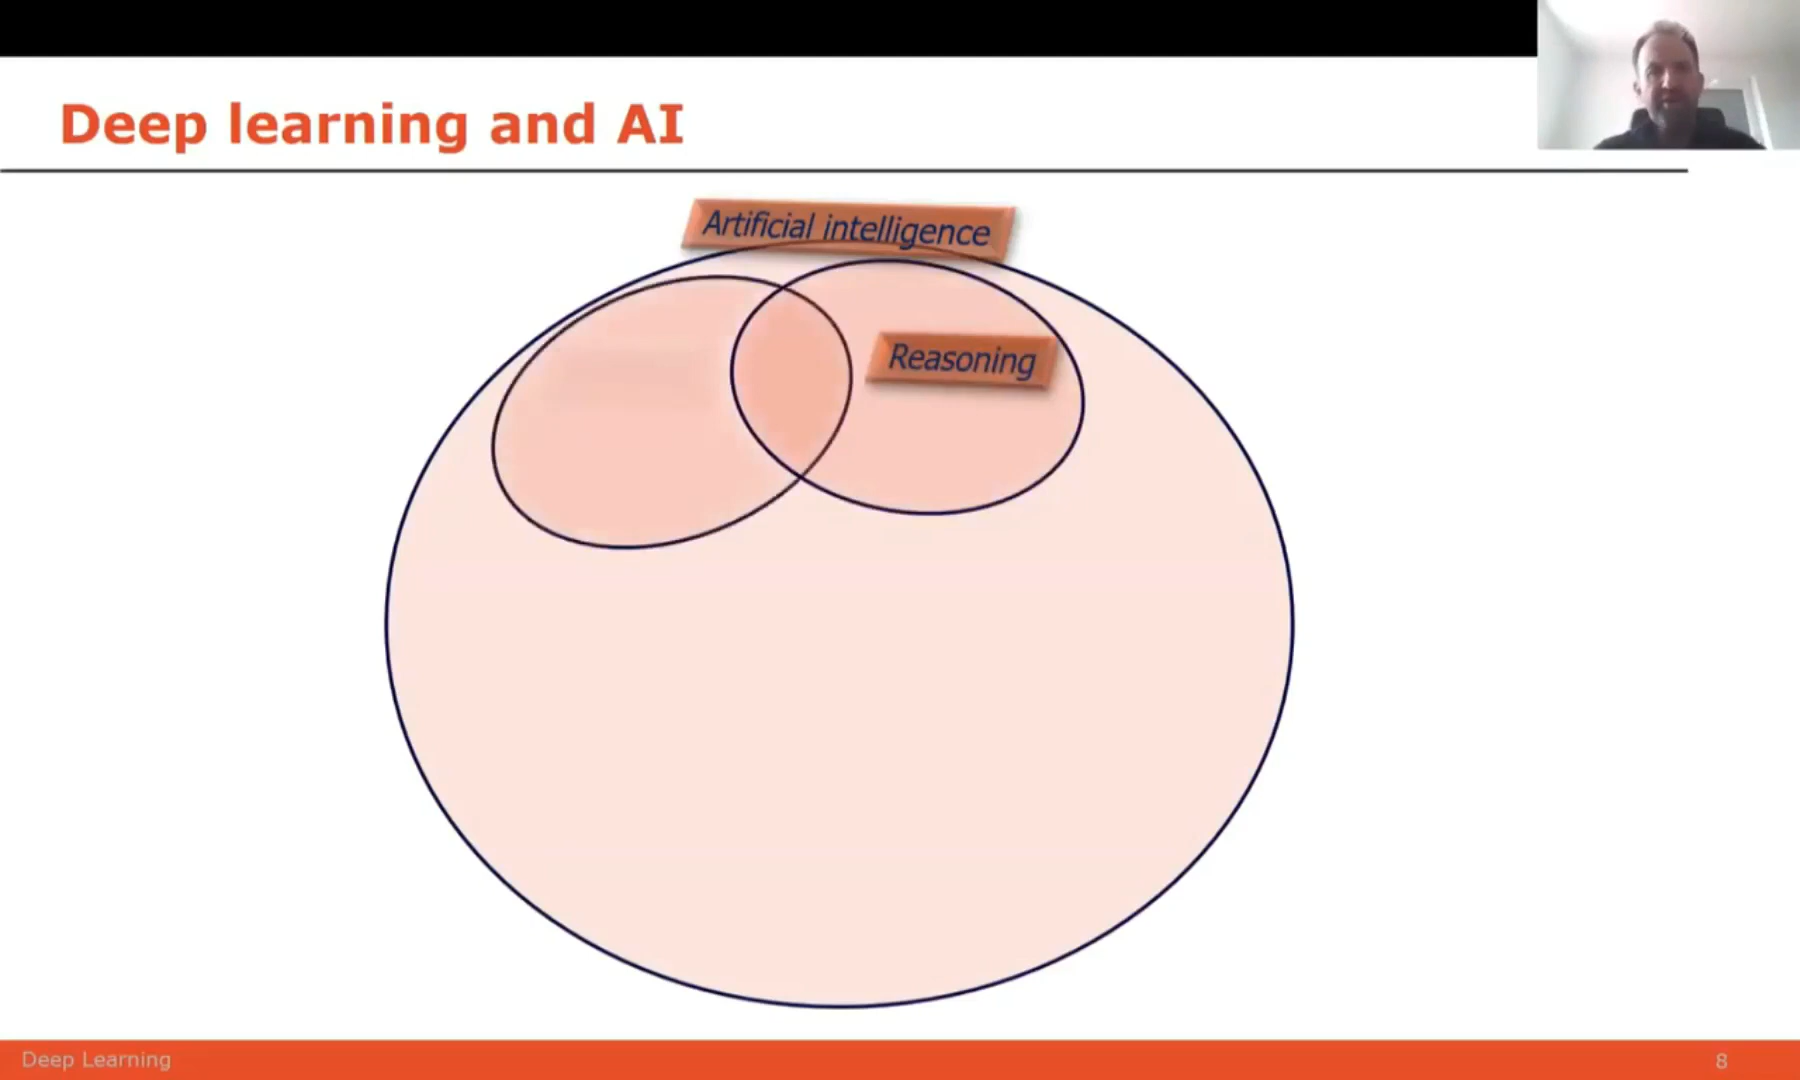 Deep learning and AI
Artificial intelligence
Reasoning
Deep Learning
8